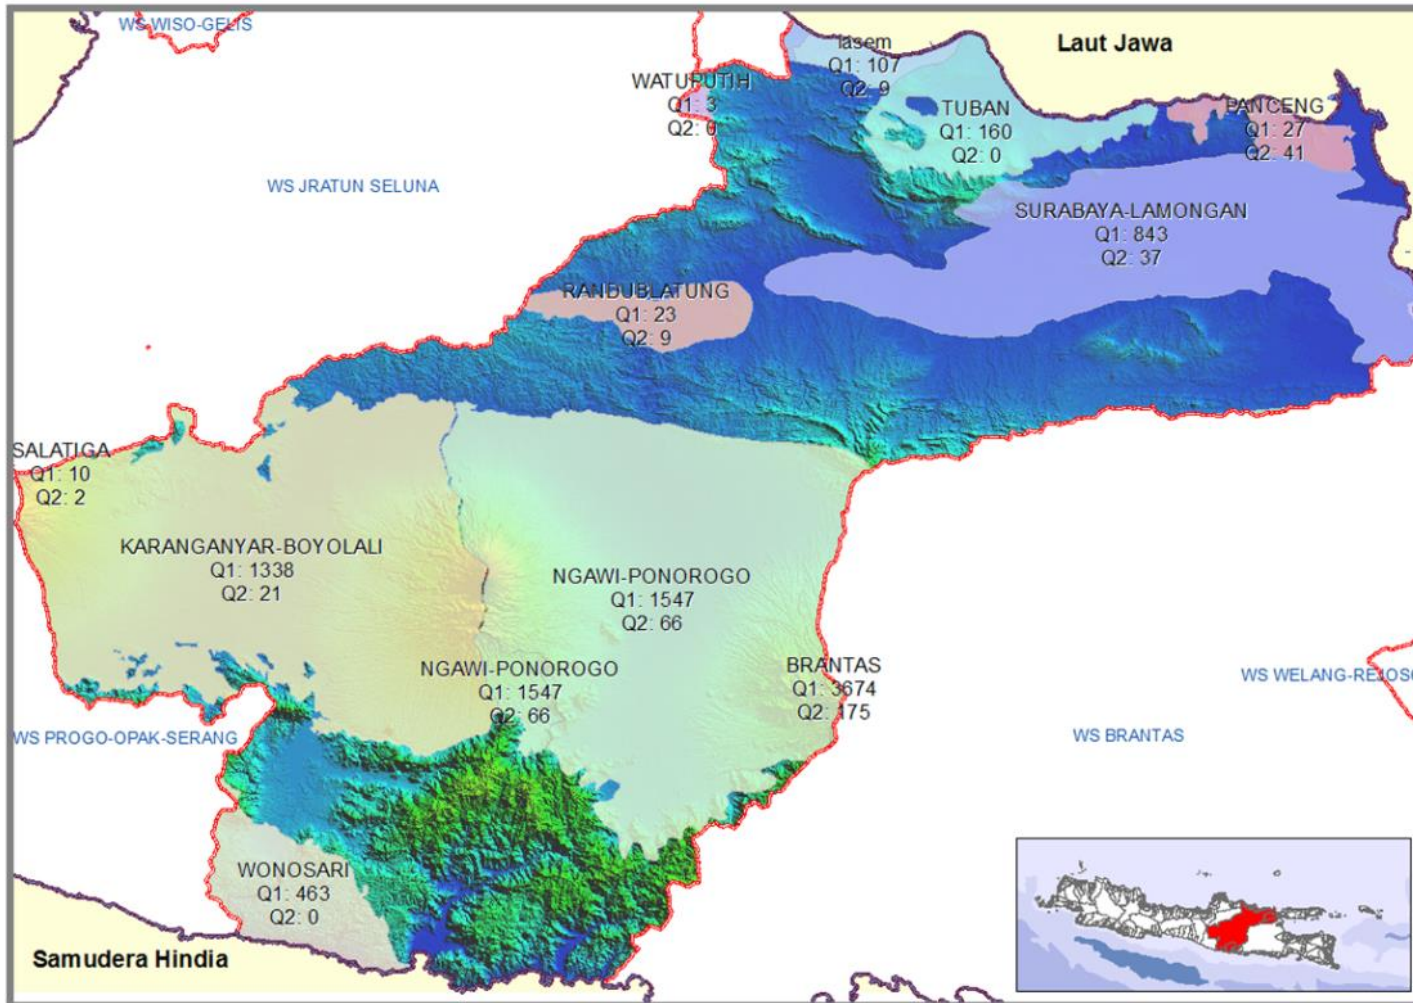 WS WISO-GELIS
lasem
Q1: 107
Q2: 9
Laut Jawa
WATUPUTIH
Q1: 3
Q2: 0
TUBAN
Q1: 160
Q2: 0
PANCENG
Q1: 27
Q2: 41
WS JRATUN SELUNA
SURABAYA-LAMONGAN
Q1: 843
Q2: 37
RANDUBLATUNG
Q1: 23
Q2: 9
SALATIGA
Q1: 10
Q2: 2
KARANGANYAR-BOYOLALI
Q1: 1338
Q2: 21
NGAWI-PONOROGO
Q1: 1547
Q2: 66
NGAWI-PONOROGO
Q1: 1547
Q2: 66
BRANTAS
Q1: 3674
Q2: 175
WS WELANG-REJOSO
WS PROGO-OPAK-SERANG
WS BRANTAS
WONOSARI
Q1: 463
Q2: 0
Samudera Hindia